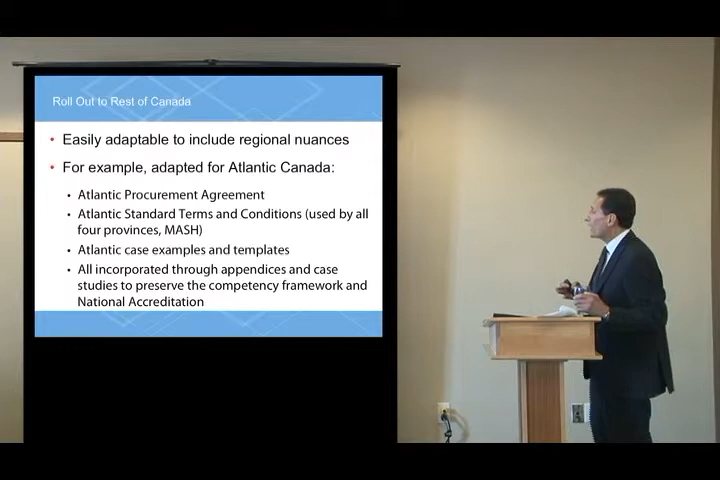 Roll Out to Rest of Canada
• Easily adaptable to include regional nuances
• For example, adapted for Atlantic Canada:
• Atlantic Procurement Agreement
• Atlantic Standard Terms and Conditions (used by all
four provinces, MASH)
• Atlantic case examples and templates
• All incorporated through appendices and case
studies to preserve the competency framework and
National Accreditation